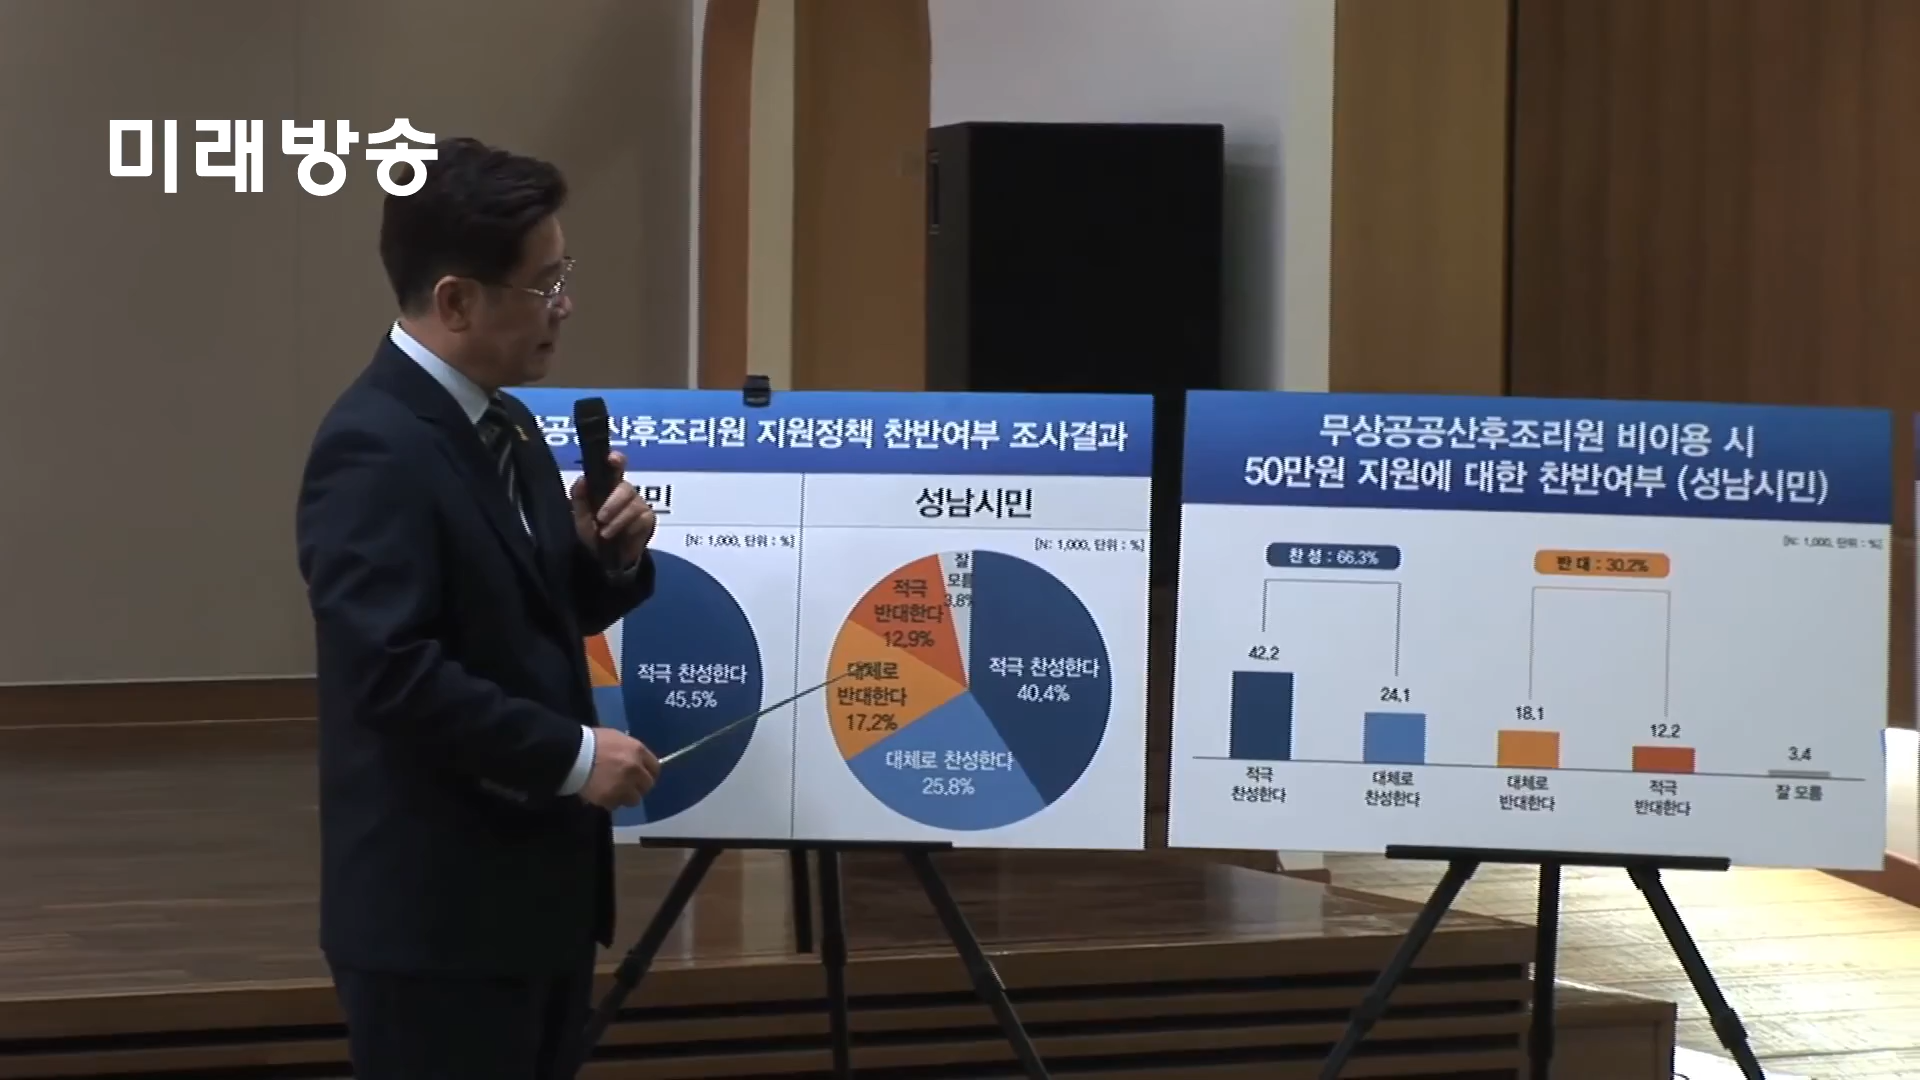 미래방송
산후조리원 지원정책 찬반여부 조사결과
성남시민
[N: 1,000, 단위 : %]
[N: 1,000, 단위 : %]
적극 찬성한다
45.5%
잘
모름
3.8%
적극
반대한다
12.9%
대체로
반대한다
17.2%
적극 찬성한다
40.4%
대체로 찬성한다
25.8%
무상공공산후조리원 비이용 시
50만원 지원에 대한 찬반여부 (성남시민)
[N: 1,000, 단위 : %]
찬 성 : 66.3%
반 대 : 30.2%
42.2
24.1
18.1
12.2
3.4
적극
찬성한다
대체로
찬성한다
대체로
반대한다
적극
반대한다
잘 모름